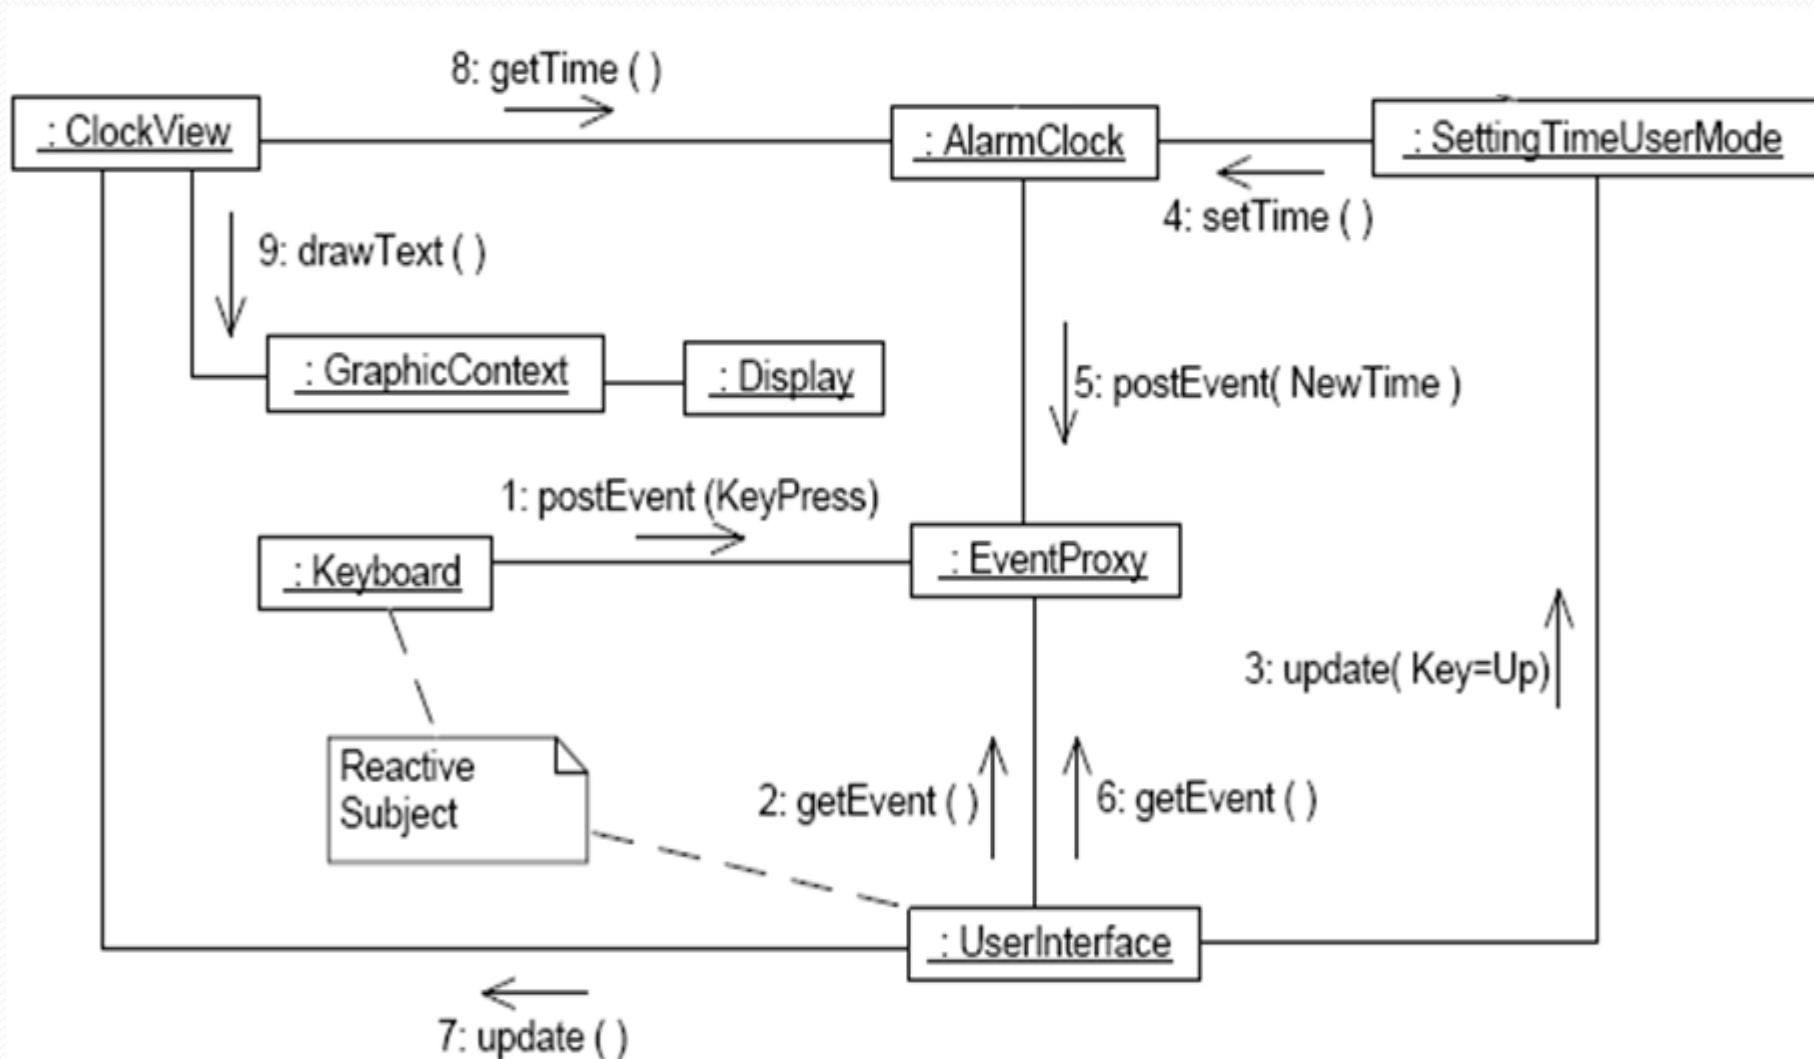 8: getTime ( )
: ClockView
: AlarmClock
: SettingTimeUserMode
4: setTime ( )
9: drawText ( )
: GraphicContext
: Display
5: postEvent( NewTime )
1: postEvent (KeyPress)
: Keyboard
: EventProxy
3: update( Key=Up)
Reactive
Subject
2: getEvent ( )
6: getEvent ( )
: UserInterface
7: update ( )